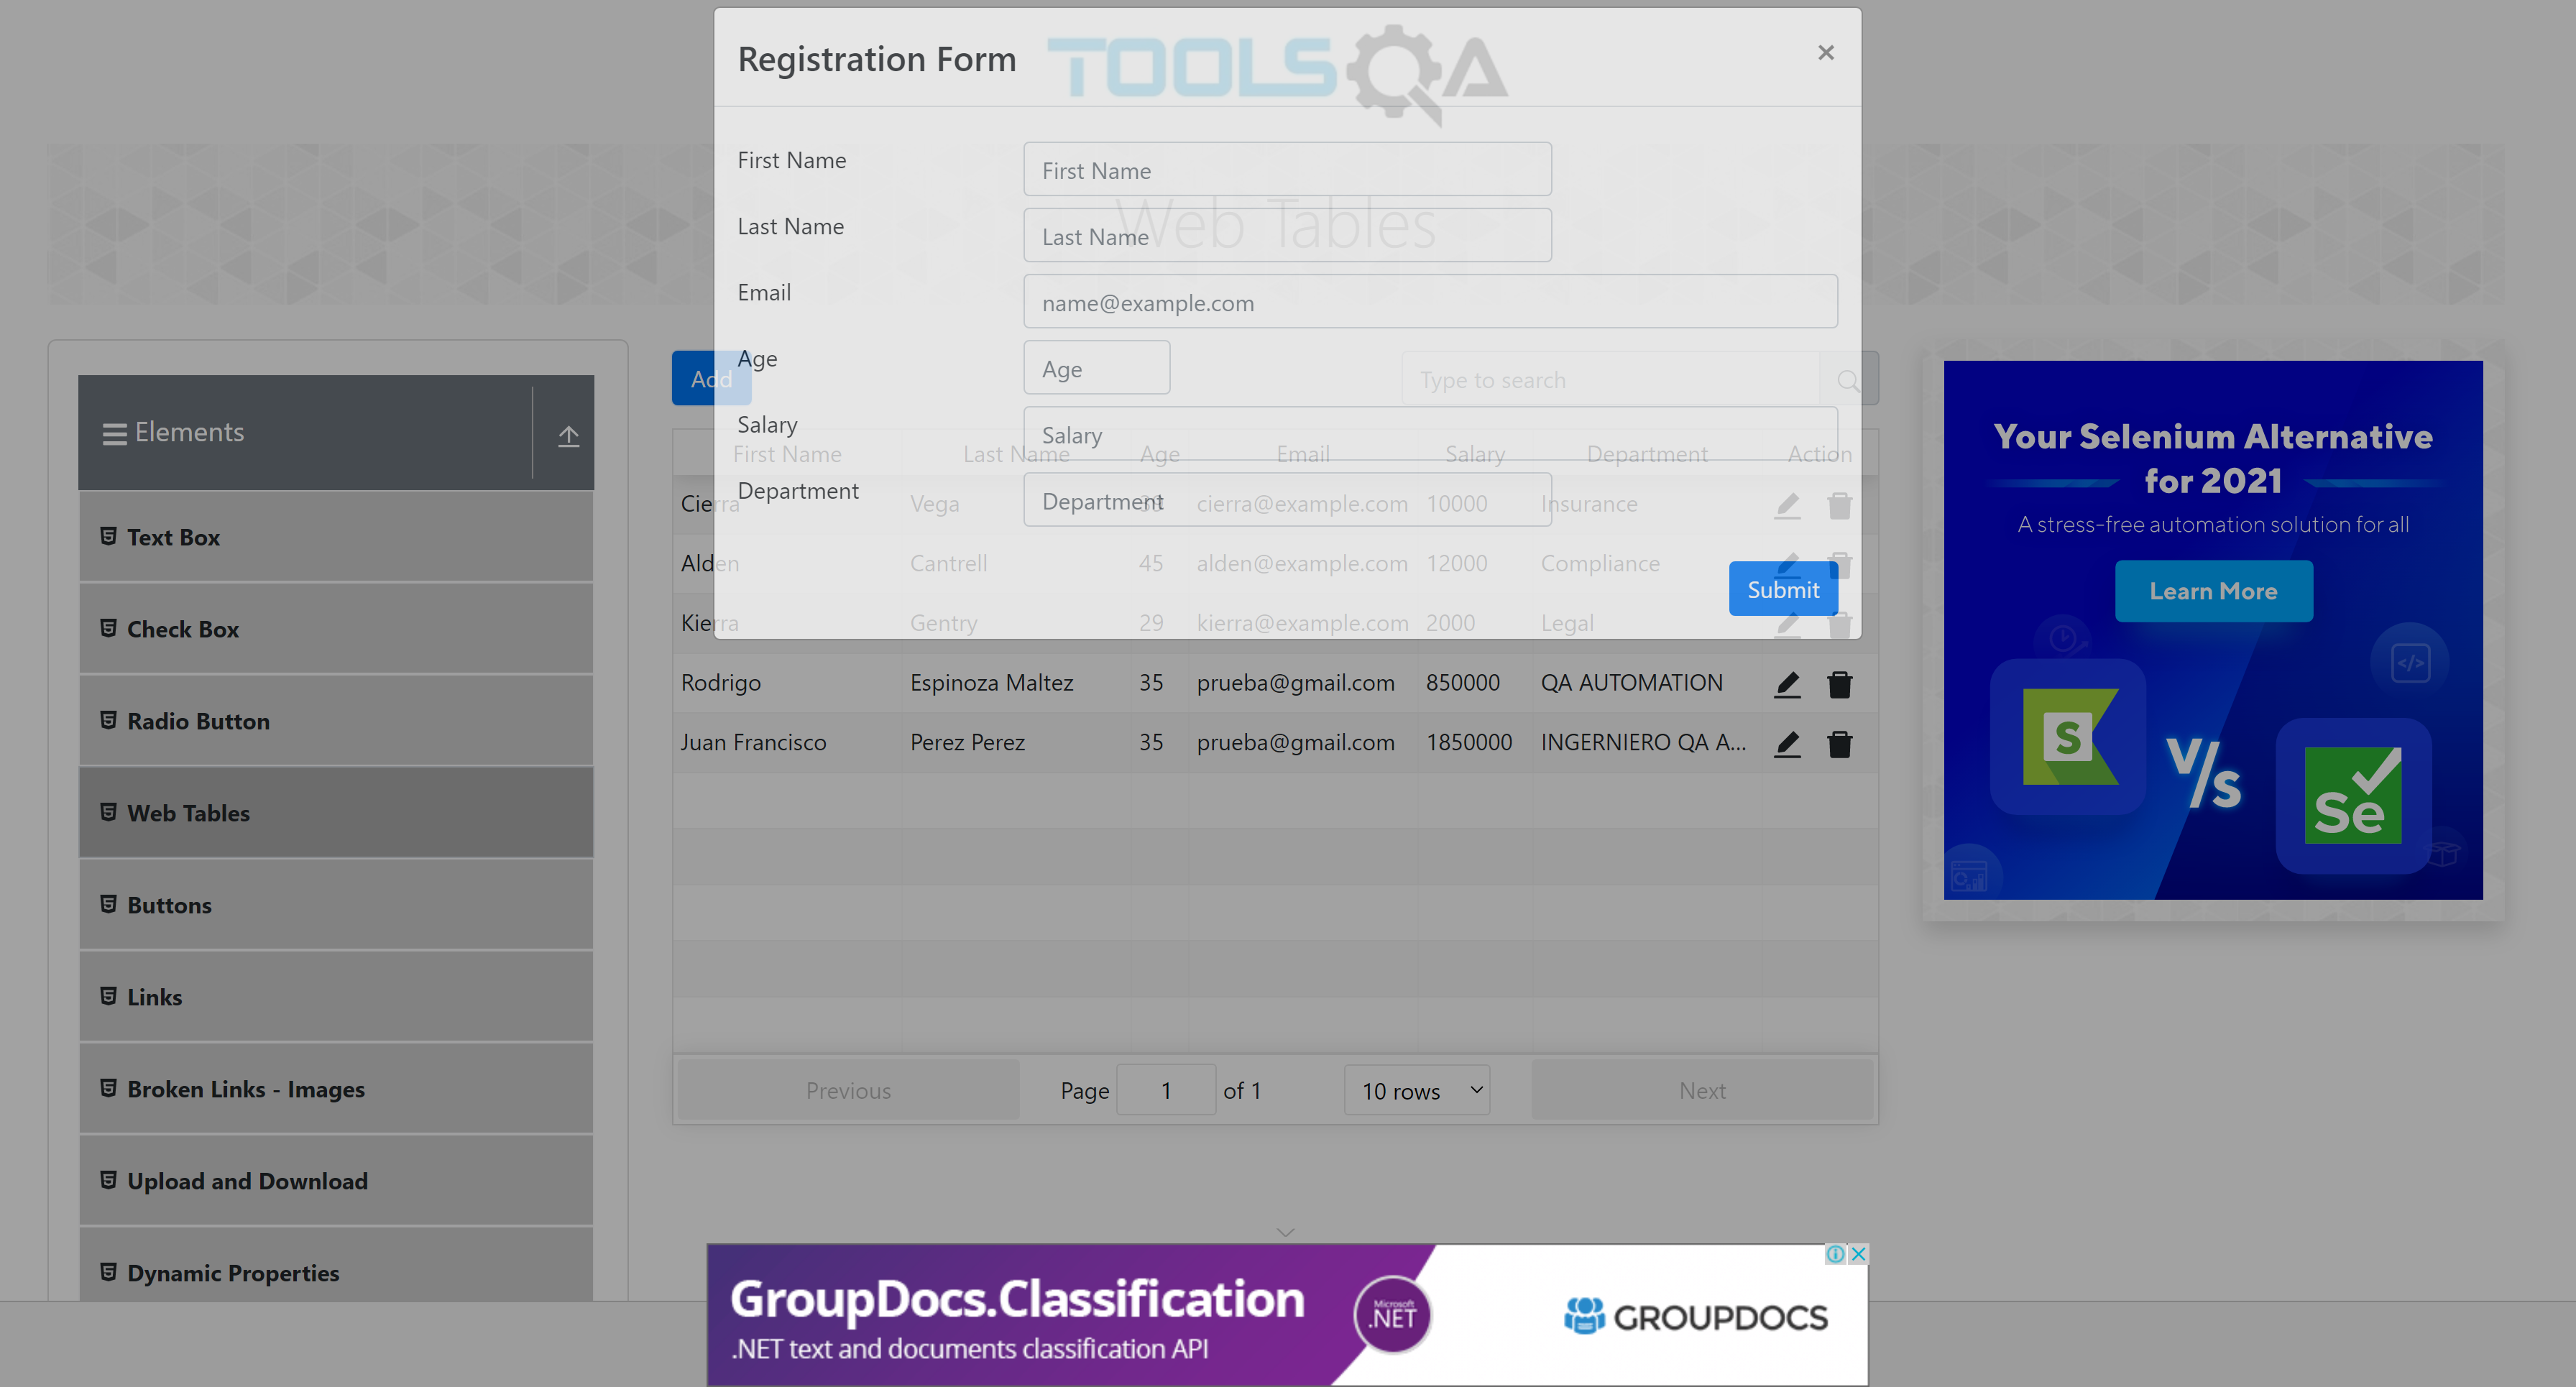 Registration Form
TOOLSQA
×
First Name
First Name
Web Tables
Last Name
Last Name
Email
name@example.com
Age
Age
Add
Type to search
Salary
Salary
Department
Department
First Name Last Name Age Email Salary Department Action
Cierra Vega 39 cierra@example.com 10000 Insurance
Alden Cantrell 45 alden@example.com 12000 Compliance
Submit
Kierra Gentry 29 kierra@example.com 2000 Legal
Rodrigo Espinoza Maltez 35 prueba@gmail.com 850000 QA AUTOMATION
Juan Francisco Perez Perez 35 prueba@gmail.com 1850000 INGERNIERO QA A...
Previous Page 1 of 1 10 rows Next
Elements
Text Box
Check Box
Radio Button
Web Tables
Buttons
Links
Broken Links - Images
Upload and Download
Dynamic Properties
Your Selenium Alternative
for 2021
A stress-free automation solution for all
Learn More
</>
S
V/s
Se
GroupDocs.Classification
.NET text and documents classification API
Microsoft
.NET
GROUPDOCS